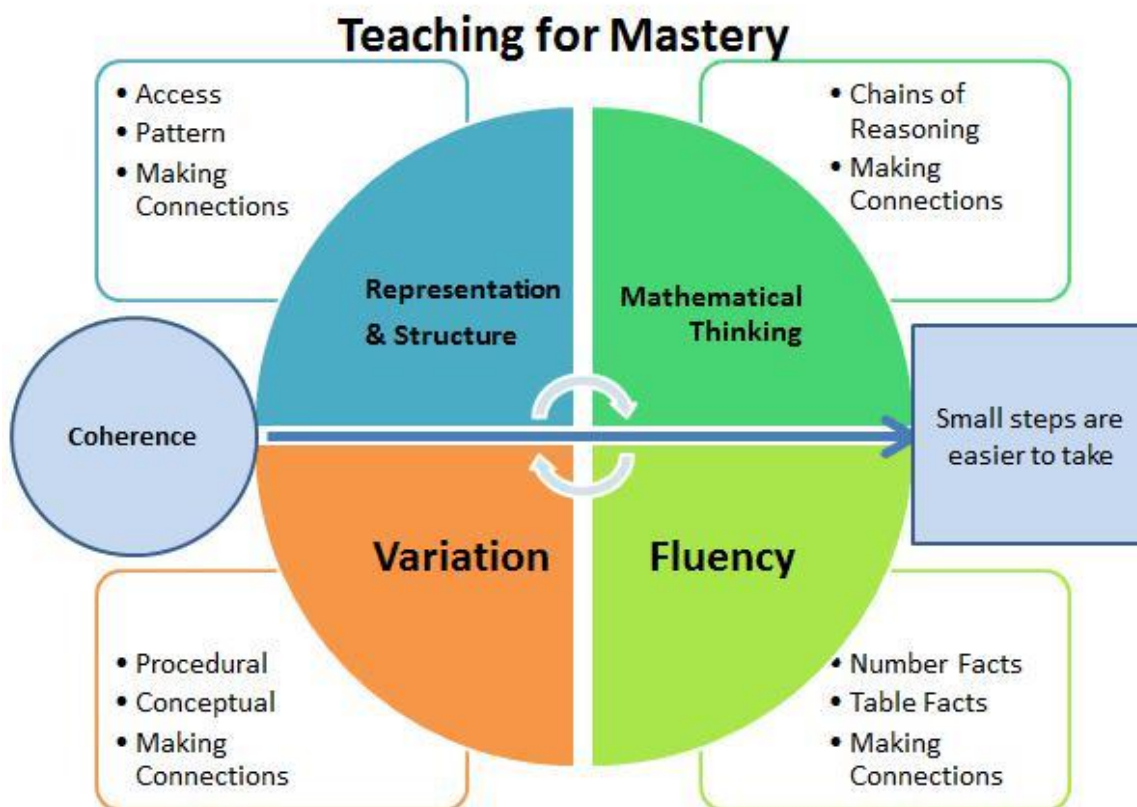 Teaching for Mastery
• Access
• Pattern
• Making
Connections
• Chains of
Reasoning
• Making
Connections
Representation
& Structure
Mathematical
Thinking
Coherence
Small steps are
easier to take
Variation
Fluency
• Procedural
• Conceptual
• Making
Connections
• Number Facts
• Table Facts
• Making
Connections